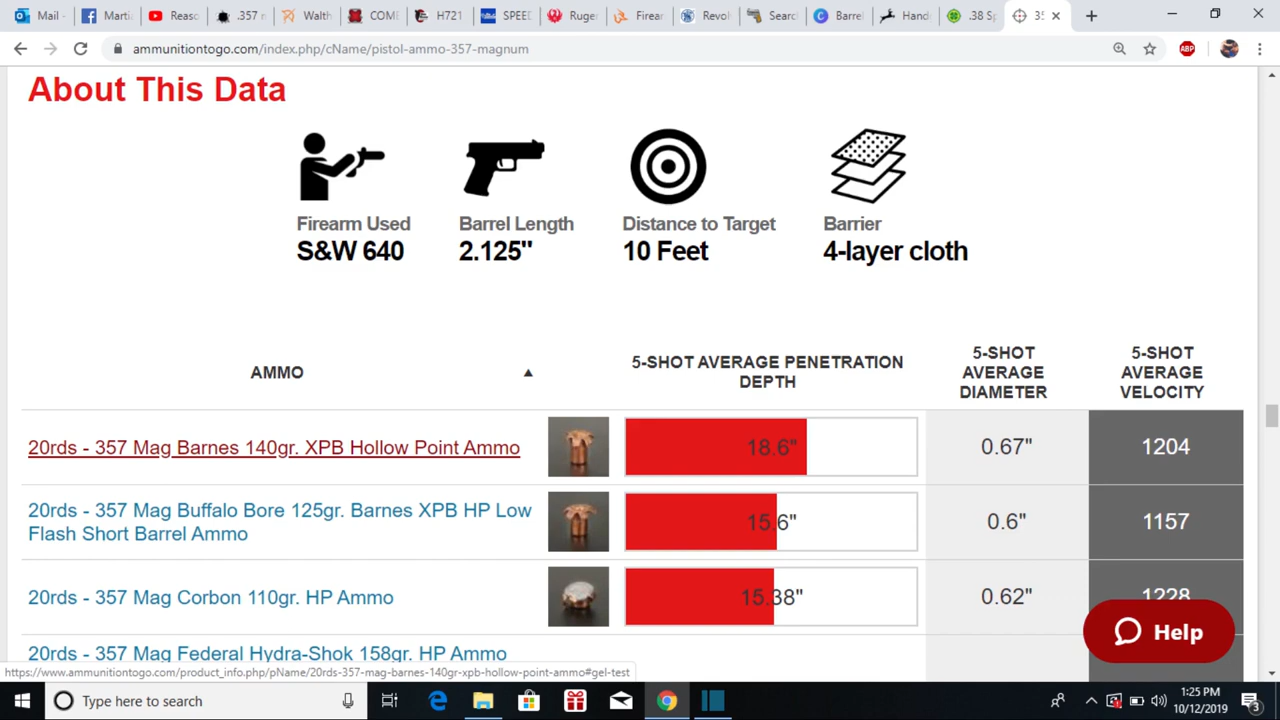 Mail -
Marti
Reaso
.357 n
Walth
COME
H721
SPEED
Ruge
Firear
Revol
Searc
Barre
Hand
.38 Sp
35
ammunitiontogo.com/index.php/cName/pistol-ammo-357-magnum
ABP
About This Data
Firearm Used
S&W 640
Barrel Length
2.125"
Distance to Target
10 Feet
Barrier
4-layer cloth
AMMO
5-SHOT AVERAGE PENETRATION
DEPTH
5-SHOT
AVERAGE
DIAMETER
5-SHOT
AVERAGE
VELOCITY
20rds - 357 Mag Barnes 140gr. XPB Hollow Point Ammo
18.6"
0.67"
1204
20rds - 357 Mag Buffalo Bore 125gr. Barnes XPB HP Low
Flash Short Barrel Ammo
15.6"
0.6"
1157
20rds - 357 Mag Corbon 110gr. HP Ammo
15.38"
0.62"
1228
Help
20rds - 357 Mag Federal Hydra-Shok 158gr. HP Ammo
https://www.ammunitiontogo.com/product_info.php/pName/20rds-357-mag-barnes-140gr-xpb-hollow-point-ammo#gel-test
Type here to search
1:25 PM
10/12/2019
3